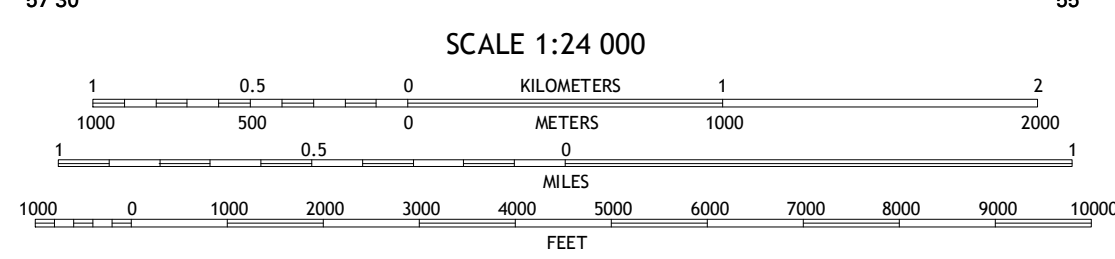 57'30"
55'
SCALE 1:24 000
1 0.5 0 KILOMETERS 1 2
1000 500 0 METERS 1000 2000
1 0.5 0 1
MILES
1000 0 1000 2000 3000 4000 5000 6000 7000 8000 9000 10000
FEET